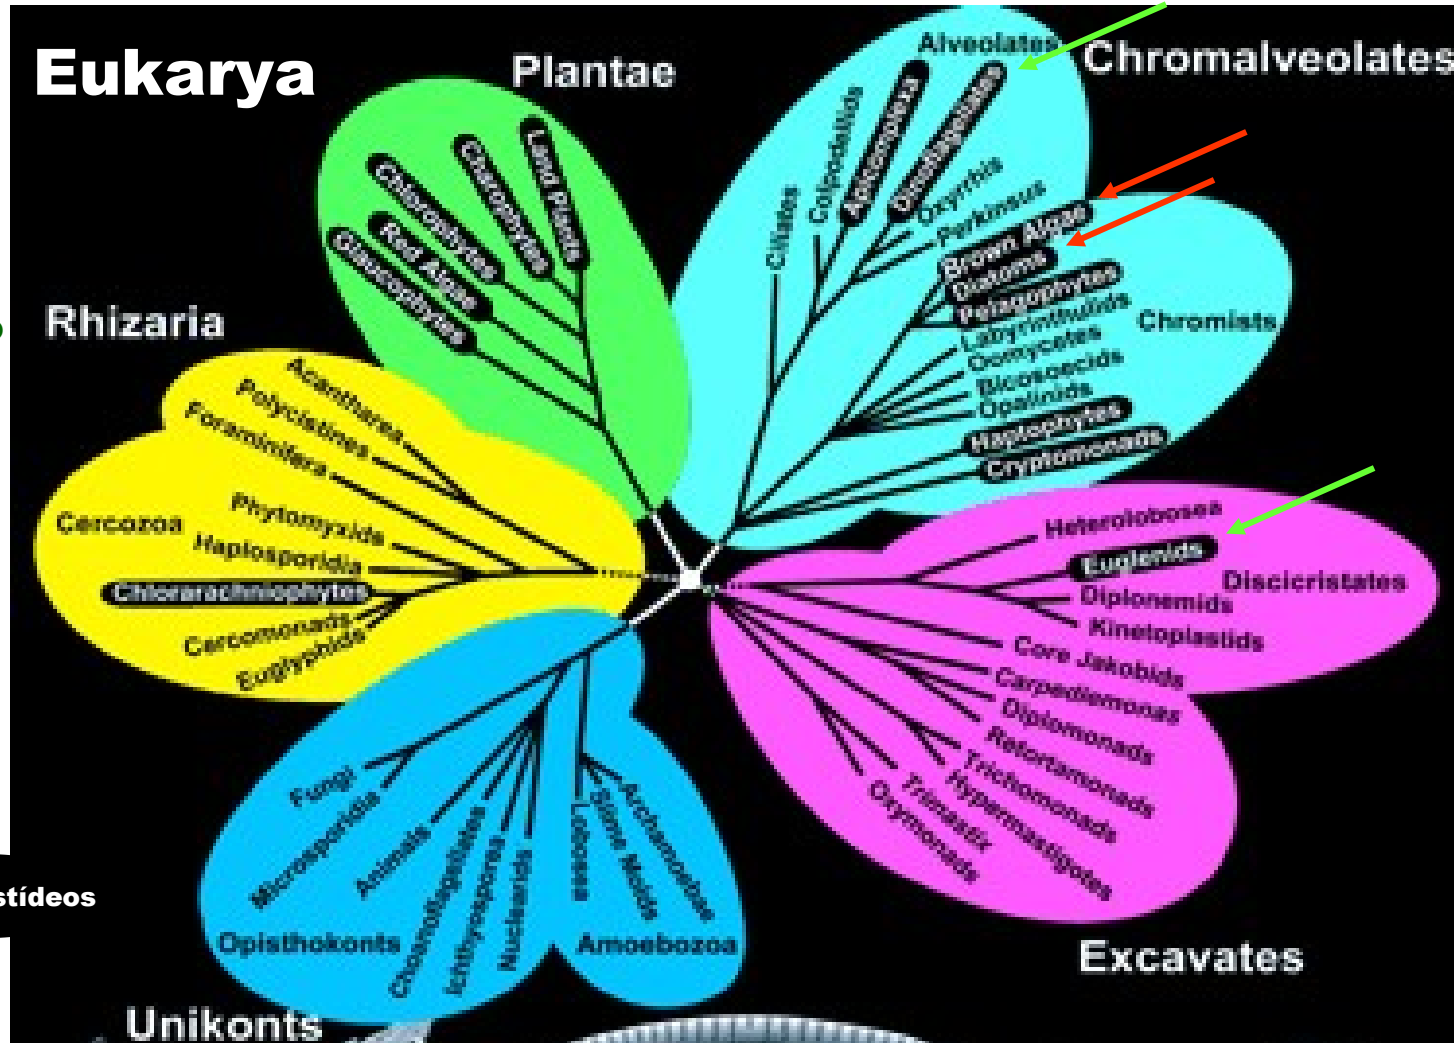 Eukarya
Plantae
Land Plants
Charophytes
Chlorophytes
Red Algae
Glaucophytes
Chromalveolates
Alveolates
Ciliates
Colpodellids
Apicomplexa
Dinoflagellates
Oxyrrhis
Perkinsus
Brown Algae
Diatoms
Pelagophytes
Labyrinthulids
Oomycetes
Bicosoecids
Opalinids
Haptophytes
Cryptomonads
Chromists
Rhizaria
Acantharea
Polycistines
Foraminifera
Cercozoa
Phytomyxids
Haplosporidia
Chlorarachniophytes
Cercomonads
Euglyphids
Heterolobosea
Euglenids
Discicristates
Diplonemids
Kinetoplastids
Core Jakobids
Carpediemonas
Diplomonads
Retortamonads
Trichomonads
Hypermastigotes
Trimastix
Oxymonads
Excavates
Fungi
Microsporidia
Animals
Choanoflagellates
Ichthyosporea
Nuclearids
Opisthokonts
Lobosea
Slime Molds
Archamoebae
Amoebozoa
Unikonts
stídeos